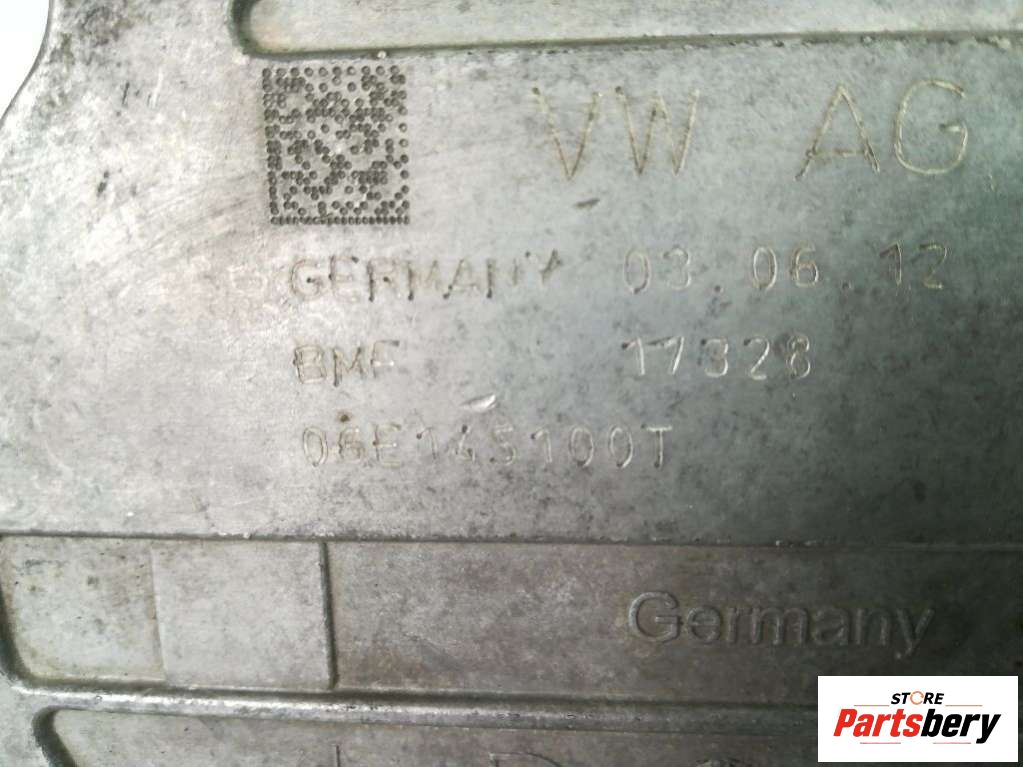 VW AG
GERMANY 03.06.12
BMF 17328
06E145100T
Germany
STORE
Partsbery